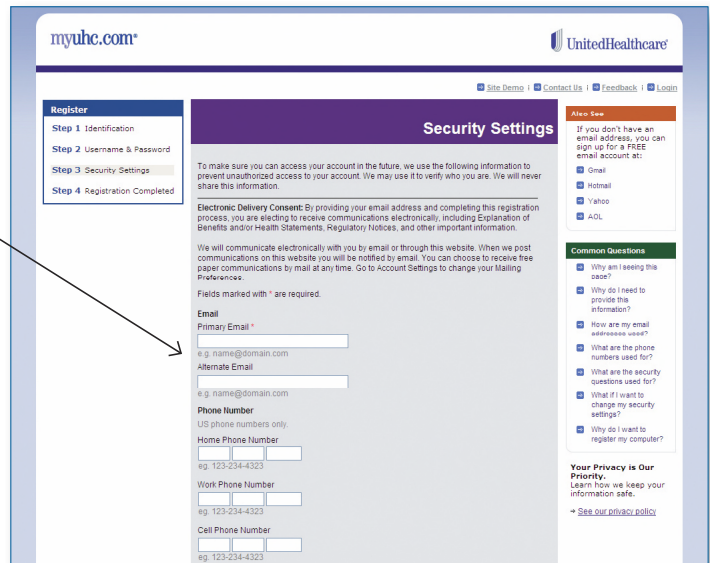 myuhc.com®
UnitedHealthcare®
Site Demo | Contact Us | Feedback | Login
Register
Step 1 Identification
Step 2 Username & Password
Step 3 Security Settings
Step 4 Registration Completed
Security Settings
To make sure you can access your account in the future, we use the following information to
prevent unauthorized access to your account. We may use it to verify who you are. We will never
share this information.
Electronic Delivery Consent: By providing your email address and completing this registration
process, you are electing to receive communications electronically, including Explanation of
Benefits and/or Health Statements, Regulatory Notices, and other important information.
We will communicate electronically with you by email or through this website. When we post
communications on this website you will be notified by email. You can choose to receive free
paper communications by mail at any time. Go to Account Settings to change your Mailing
Preferences.
Fields marked with * are required.
Email
Primary Email *
e.g. name@domain.com
Alternate Email
e.g. name@domain.com
Phone Number
US phone numbers only.
Home Phone Number
eg. 123-234-4323
Work Phone Number
eg. 123-234-4323
Cell Phone Number
eg. 123-234-4323
Also See
If you don't have an
email address, you can
sign up for a FREE
email account at:
Gmail
Hotmail
Yahoo
AOL
Common Questions
Why am I seeing this
page?
Why do I need to
provide this
information?
How are my email
addresses used?
What are the phone
numbers used for?
What are the security
questions used for?
What if I want to
change my security
settings?
Why do I want to
register my computer?
Your Privacy is Our
Priority.
Learn how we keep your
information safe.
See our privacy policy